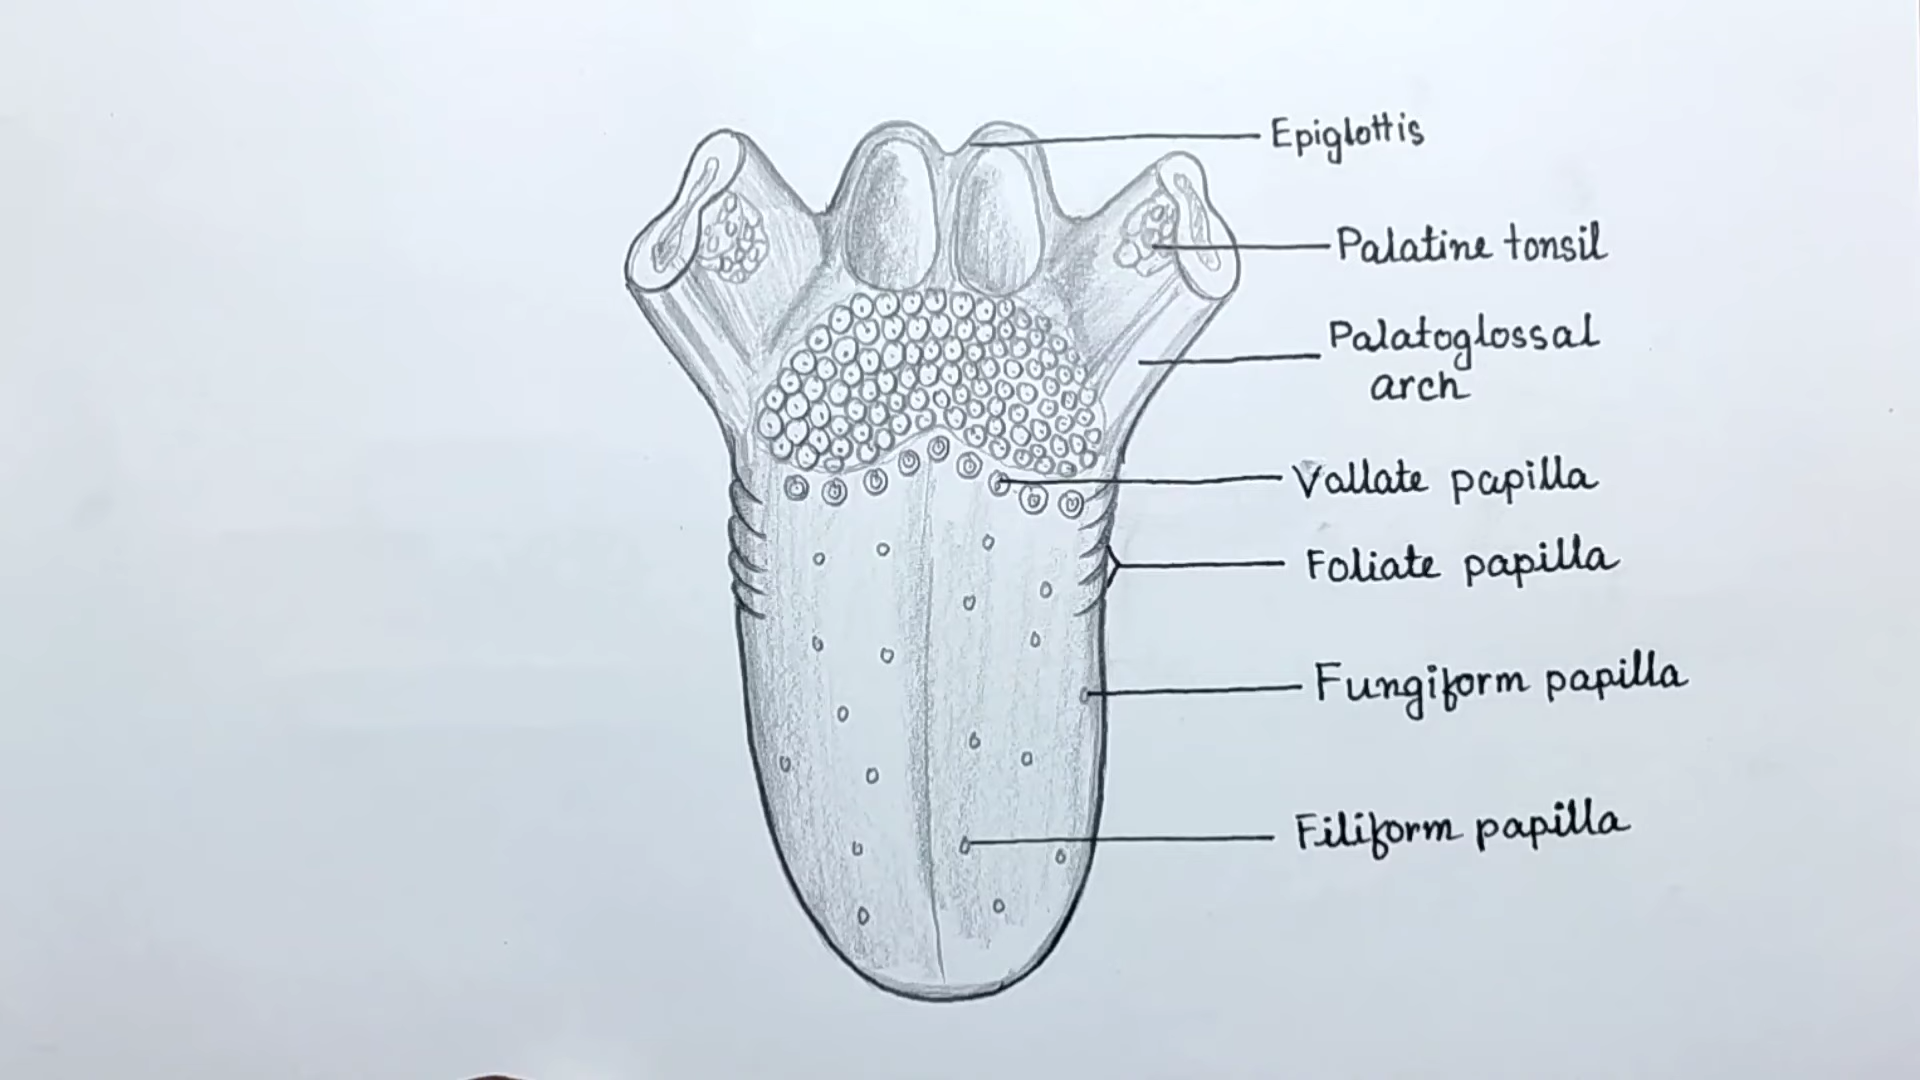 Epiglottis
Palatine tonsil
Palatoglossal
arch
Vallate papilla
Foliate papilla
Fungiform papilla
Filiform papilla